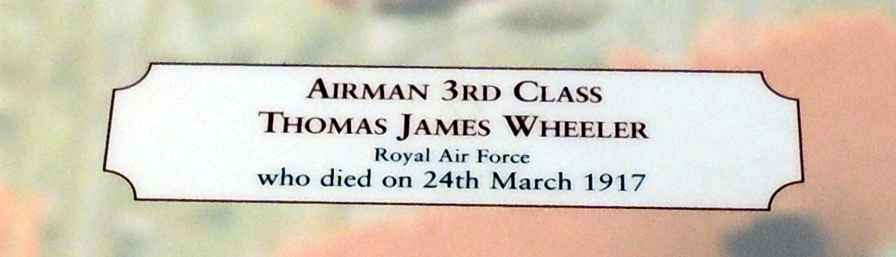 Airman 3rd Class
Thomas James Wheeler
Royal Air Force
who died on 24th March 1917